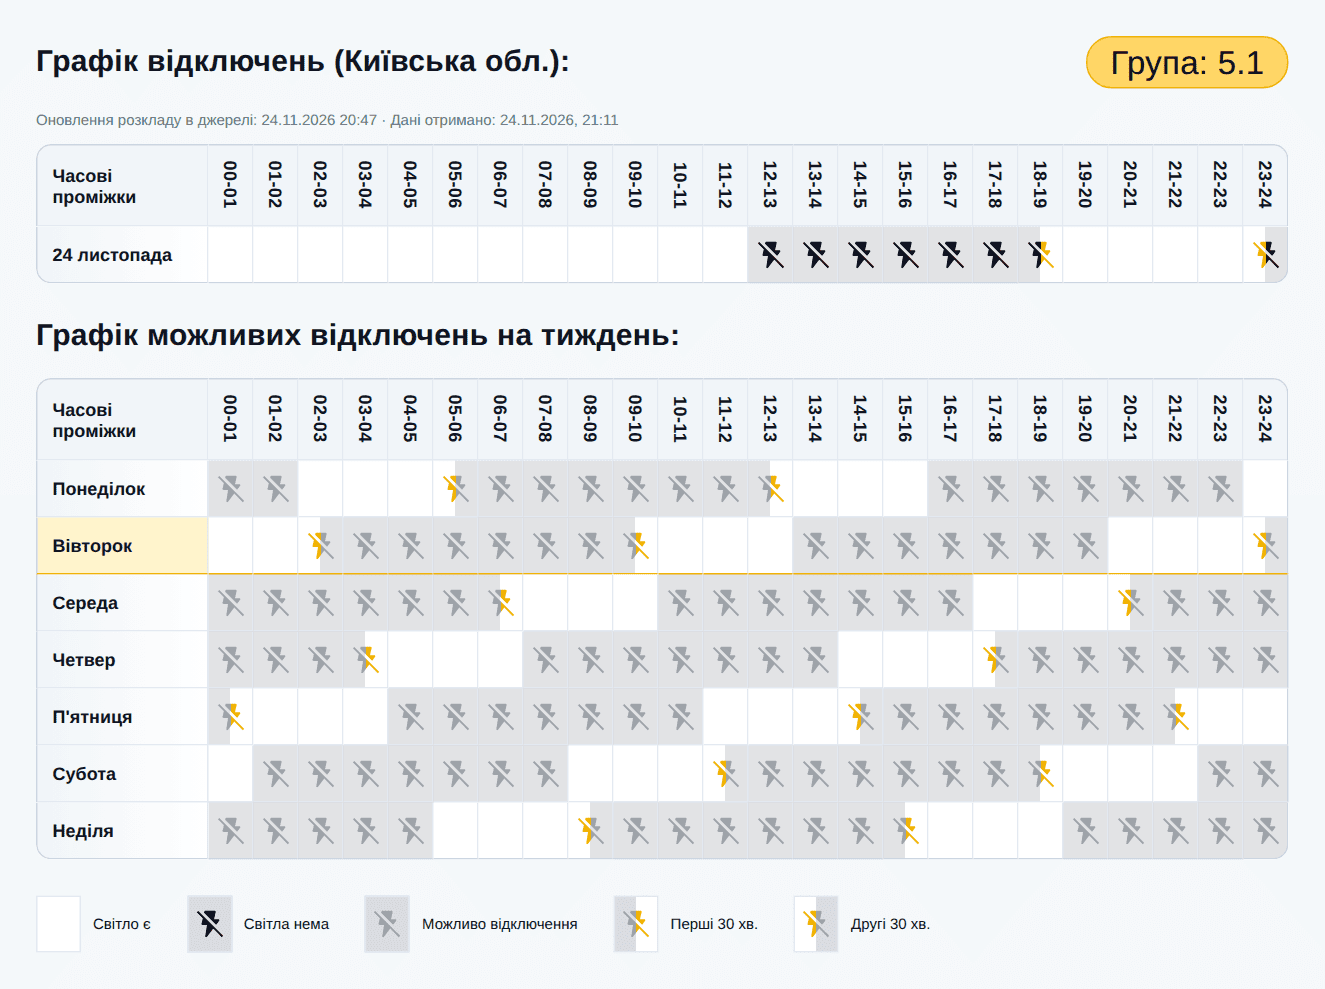 Графік відключень (Київська обл.):
Група: 5.1
Оновлення розкладу в джерелі: 24.11.2026 20:47 · Дані отримано: 24.11.2026, 21:11
Часові
проміжки
00-01 01-02 02-03 03-04 04-05 05-06 06-07 07-08 08-09 09-10 10-11 11-12 12-13 13-14 14-15 15-16 16-17 17-18 18-19 19-20 20-21 21-22 22-23 23-24
24 листопада
Графік можливих відключень на тиждень:
Часові
проміжки
00-01 01-02 02-03 03-04 04-05 05-06 06-07 07-08 08-09 09-10 10-11 11-12 12-13 13-14 14-15 15-16 16-17 17-18 18-19 19-20 20-21 21-22 22-23 23-24
Понеділок
Вівторок
Середа
Четвер
П'ятниця
Субота
Неділя
Світло є
Світла нема
Можливо відключення
Перші 30 хв.
Другі 30 хв.